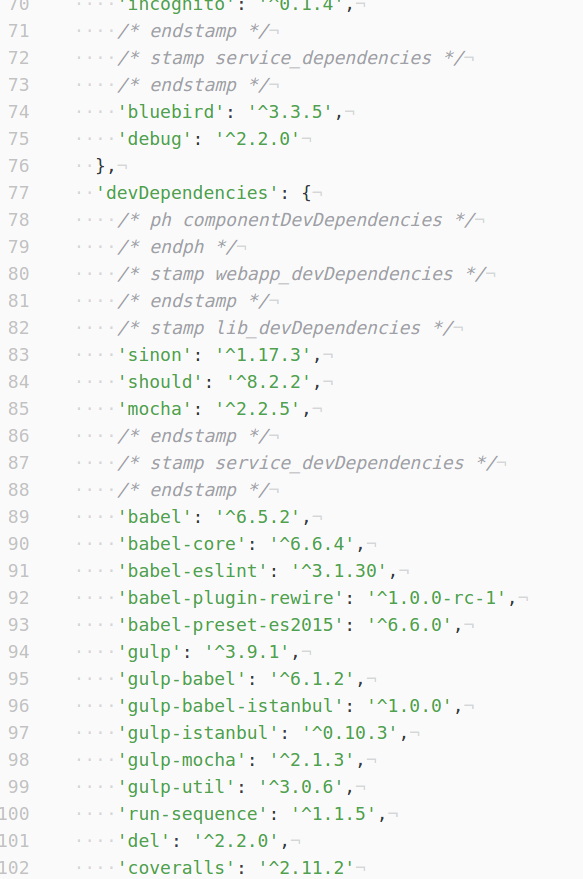 70 'incognito': '^0.1.4',
71 /* endstamp */
72 /* stamp service_dependencies */
73 /* endstamp */
74 'bluebird': '^3.3.5',
75 'debug': '^2.2.0'
76 },
77 'devDependencies': {
78 /* ph componentDevDependencies */
79 /* endph */
80 /* stamp webapp_devDependencies */
81 /* endstamp */
82 /* stamp lib_devDependencies */
83 'sinon': '^1.17.3',
84 'should': '^8.2.2',
85 'mocha': '^2.2.5',
86 /* endstamp */
87 /* stamp service_devDependencies */
88 /* endstamp */
89 'babel': '^6.5.2',
90 'babel-core': '^6.6.4',
91 'babel-eslint': '^3.1.30',
92 'babel-plugin-rewire': '^1.0.0-rc-1',
93 'babel-preset-es2015': '^6.6.0',
94 'gulp': '^3.9.1',
95 'gulp-babel': '^6.1.2',
96 'gulp-babel-istanbul': '^1.0.0',
97 'gulp-istanbul': '^0.10.3',
98 'gulp-mocha': '^2.1.3',
99 'gulp-util': '^3.0.6',
100 'run-sequence': '^1.1.5',
101 'del': '^2.2.0',
102 'coveralls': '^2.11.2'